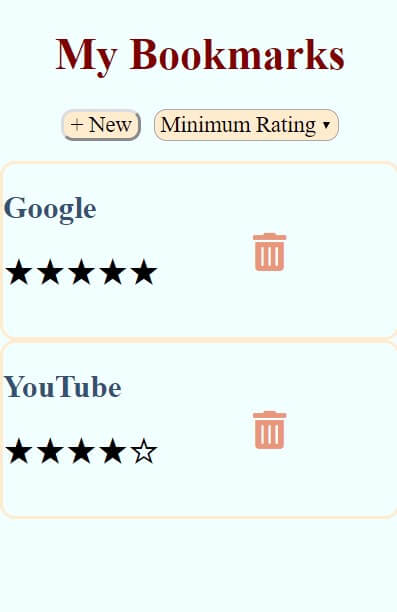 My Bookmarks
+ New Minimum Rating ▾
Google
★★★★★
YouTube
★★★★☆